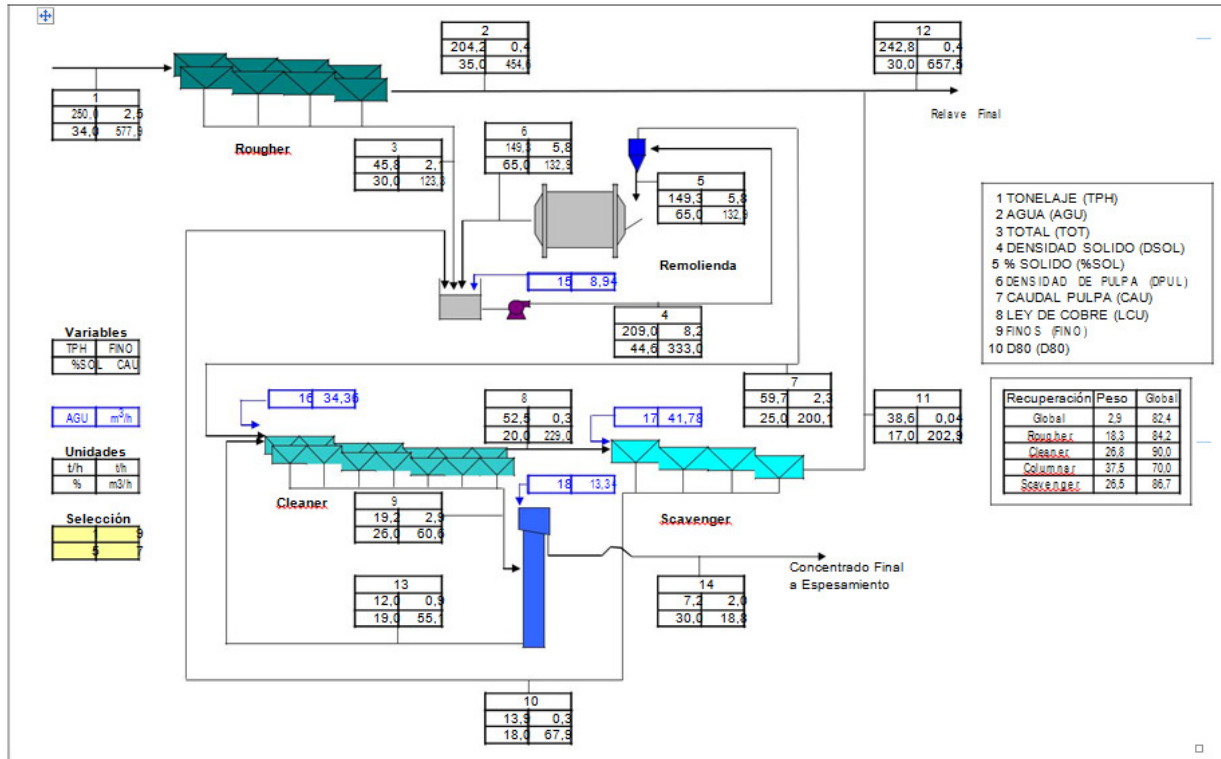 2
204,2 0,4
35,0 454,6
12
242,8 0,4
30,0 657,5
Relave Final
1
250,0 2,5
34,0 577,9
Rougher
3
45,8 2,1
30,0 123,3
6
149,3 5,8
65,0 132,9
5
149,3 5,8
65,0 132,9
Remolienda
15 8,94
4
209,0 8,2
44,6 333,0
1 TONELAJE (TPH)
2 AGUA (AGU)
3 TOTAL (TOT)
4 DENSIDAD SOLIDO (DSOL)
5 % SOLIDO (%SOL)
6 DENSIDAD DE PULPA (DPUL)
7 CAUDAL PULPA (CAU)
8 LEY DE COBRE (LCU)
9 FINOS (FINO)
10 D80 (D80)
Variables
TPH FINO
%SOL CAU
AGU m3/h
Unidades
t/h t/h
% m3/h
Selección
1 9
5 7
16 34,36
8
52,5 0,3
20,0 229,0
17 41,78
7
59,7 2,3
25,0 200,1
11
38,6 0,04
17,0 202,9
Recuperación Peso Global
Global 2,9 82,4
Rougher 18,3 84,2
Cleaner 26,8 90,0
Columnar 37,5 70,0
Scavenger 26,5 86,7
Cleaner
9
19,2 2,9
26,0 60,6
18 13,34
Scavenger
Concentrado Final
a Espesamiento
13
12,0 0,9
19,0 55,1
14
7,2 2,0
30,0 18,8
10
13,9 0,3
18,0 67,9